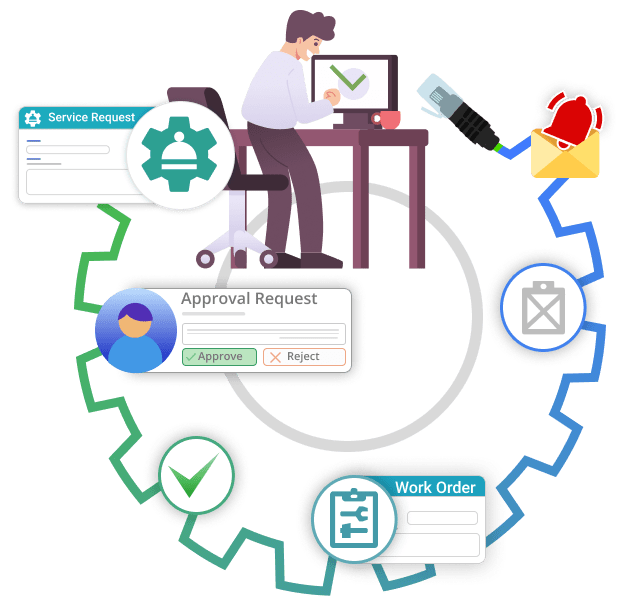 Service Request
Approval Request
Approve
Reject
Work Order